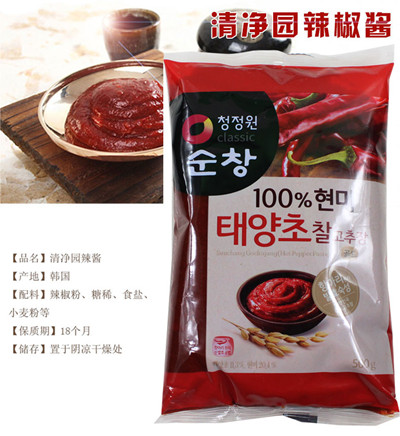 清净园辣椒酱
청정원
classic
순창
100%현미
태양초찰고추장
500g
【品名】清净园辣酱
【产地】韩国
【配料】辣椒粉、糖稀、食盐、
小麦粉等
【保质期】18个月
【储存】置于阴凉干燥处